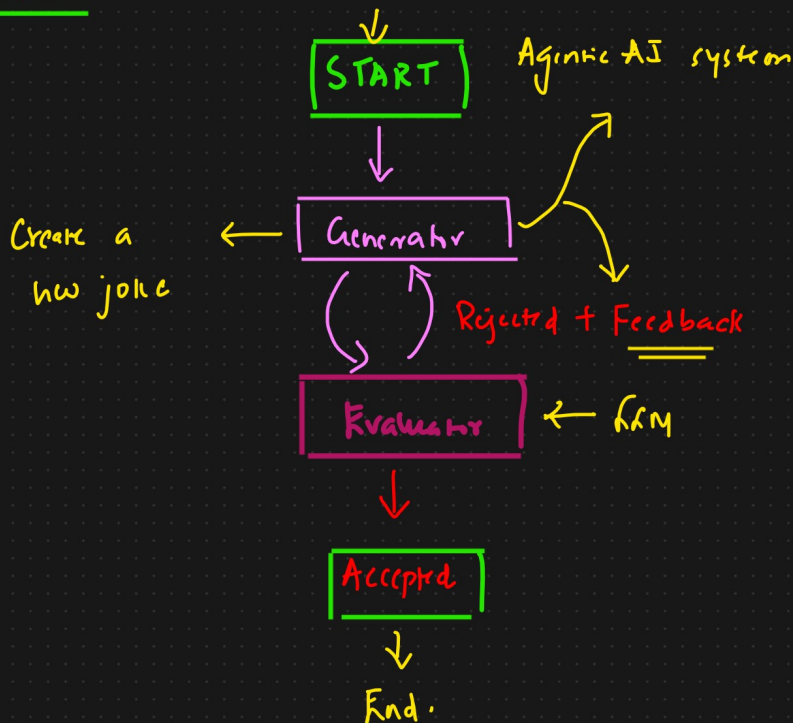 START
Agentic AI system
Generator
Create a
new joke
Rejected + Feedback
Evaluator
LLM
Accepted
End.